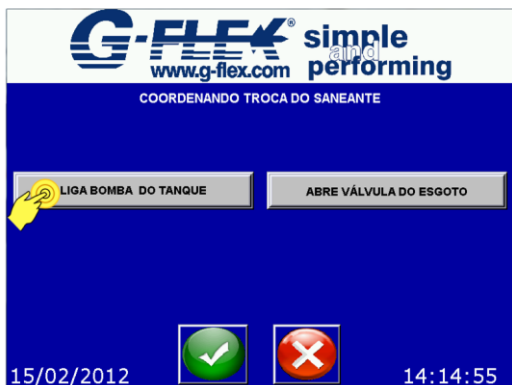 G-FLEX® simple
and
www.g-flex.com performing
COORDENANDO TROCA DO SANEANTE
LIGA BOMBA DO TANQUE
ABRE VÁLVULA DO ESGOTO
15/02/2012
14:14:55